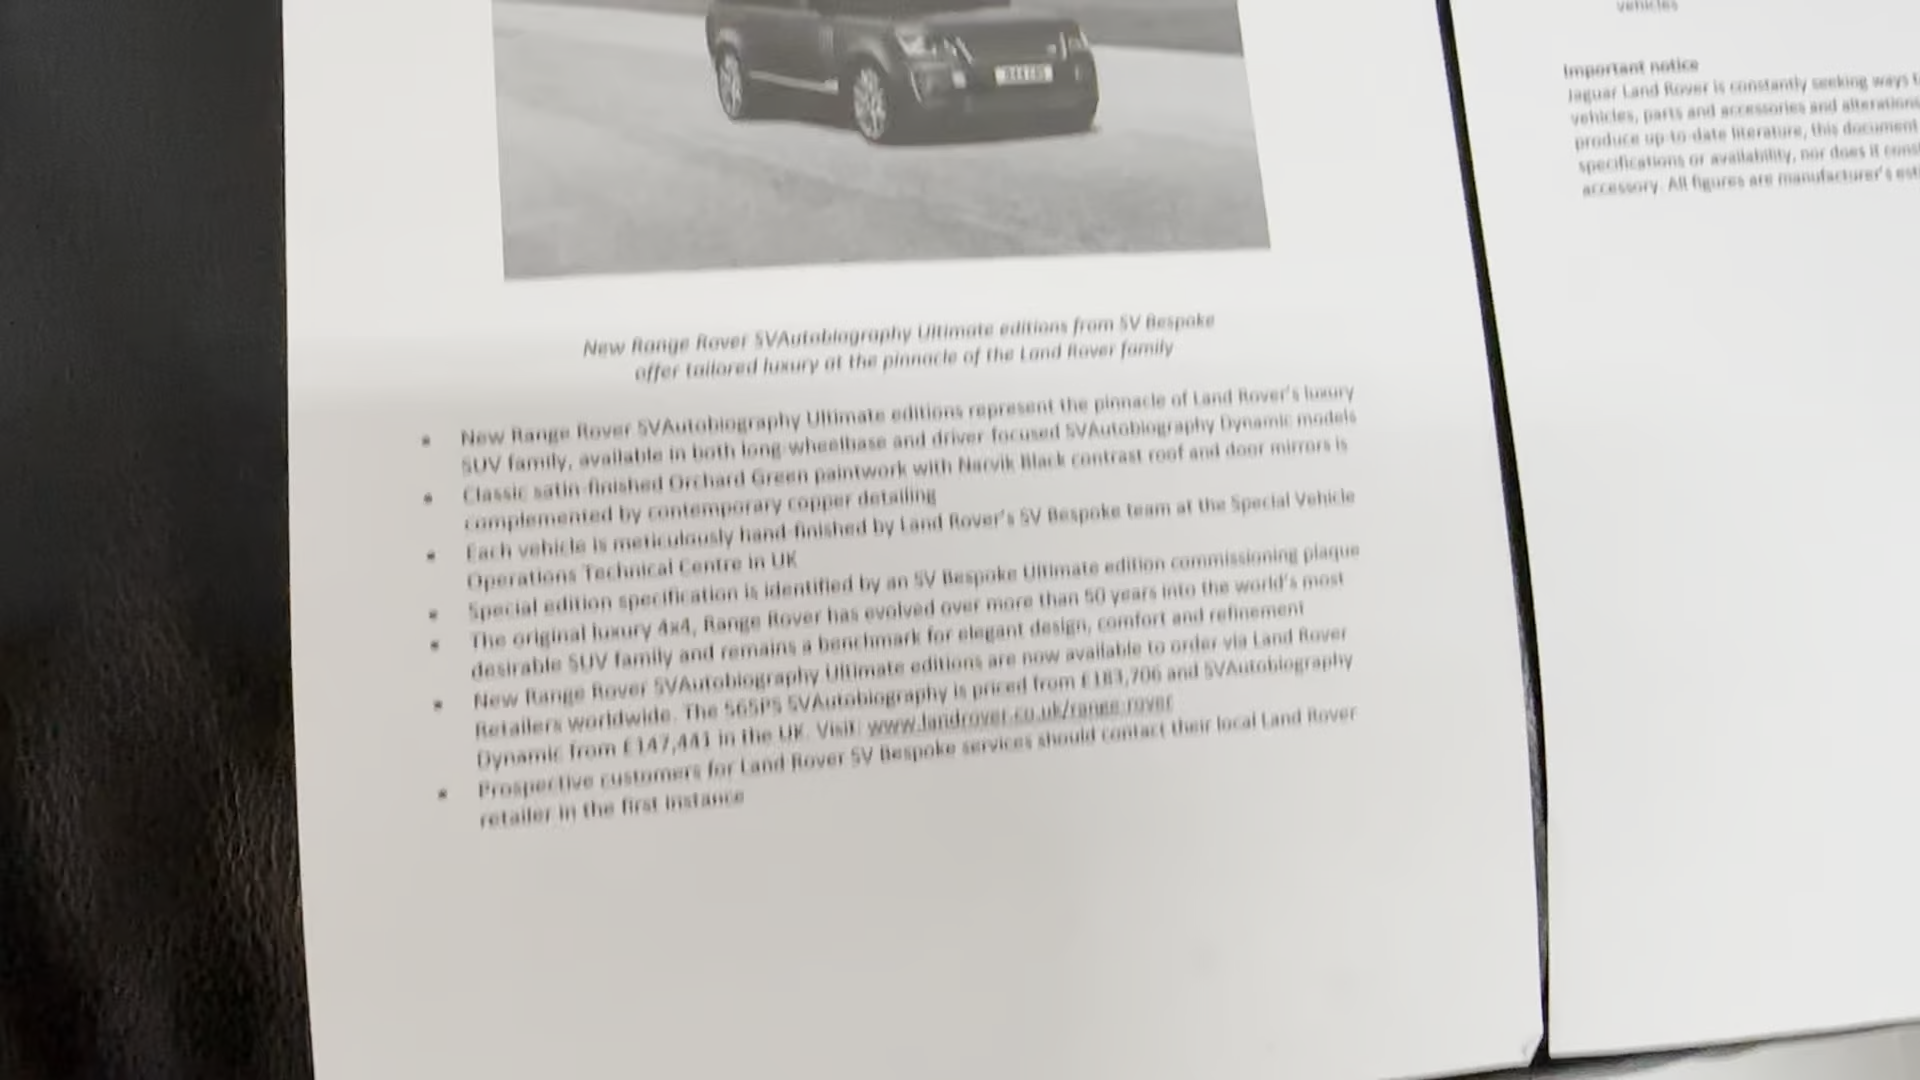 New Range Rover SVAutobiography Ultimate editions from SV Bespoke
offer tailored luxury at the pinnacle of the Land Rover family
New Range Rover SVAutobiography Ultimate editions represent the pinnacle of Land Rover's luxury
SUV family, available in both long-wheelbase and driver-focused SVAutobiography Dynamic models
Classic satin-finished Orchard Green paintwork with Narvik Black contrast roof and door mirrors is
complemented by contemporary copper detailing
Each vehicle is meticulously hand-finished by Land Rover's SV Bespoke team at the Special Vehicle
Operations Technical Centre in UK
Special edition specification is identified by an SV Bespoke Ultimate edition commissioning plaque
The original luxury 4x4, Range Rover has evolved over more than 50 years into the world's most
desirable SUV family and remains a benchmark for elegant design, comfort and refinement
New Range Rover SVAutobiography Ultimate editions are now available to order via Land Rover
Retailers worldwide. The 565PS SVAutobiography is priced from £183,706 and SVAutobiography
Dynamic from £147,441 in the UK. Visit: www.landrover.co.uk/range-rover
Prospective customers for Land Rover SV Bespoke services should contact their local Land Rover
retailer in the first instance
vehicles
Important notice
Jaguar Land Rover is constantly seeking ways
vehicles, parts and accessories and alterations
produce up-to-date literature, this document
specifications or availability, nor does it
accessory. All figures are manufacturer's